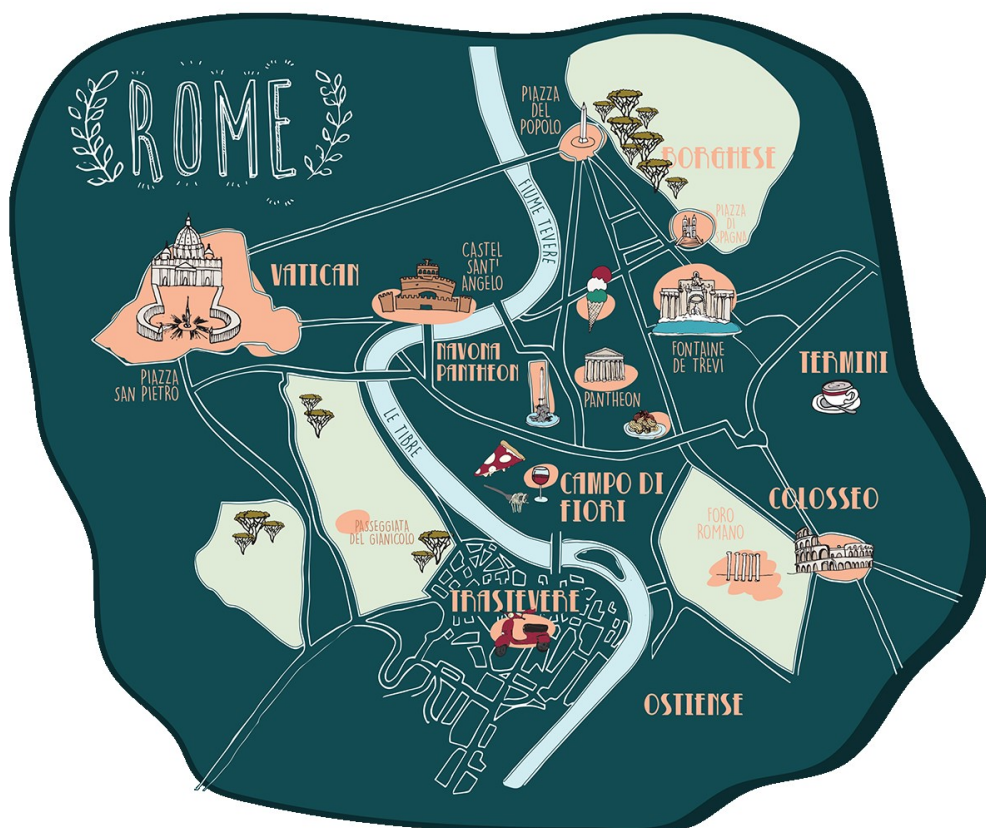 ROME
PIAZZA
DEL
POPOLO
BORGHESE
PIAZZA
DI
SPAGNA
FIUME TEVERE
CASTEL
SANT'
ANGELO
VATICAN
NAVONA
PANTHEON
FONTAINE
DE TREVI
TERMINI
PIAZZA
SAN PIETRO
PANTHEON
LE TIBRE
CAMPO DI
FIORI
COLOSSEO
FORO
ROMANO
PASSEGGIATA
DEL GIANICOLO
TRASTEVERE
OSTIENSE